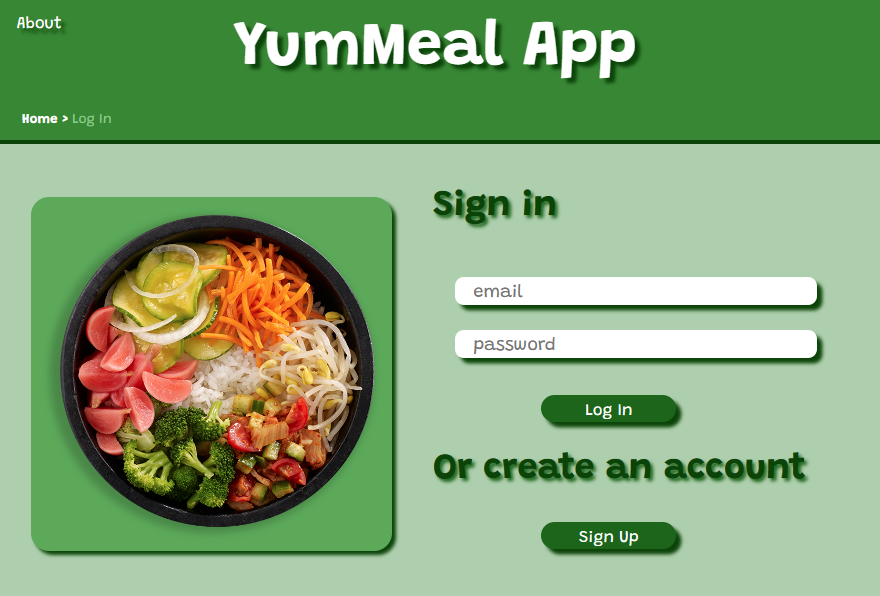 About
YumMeal App
Home > Log In
Sign in
email
password
Log In
Or create an account
Sign Up